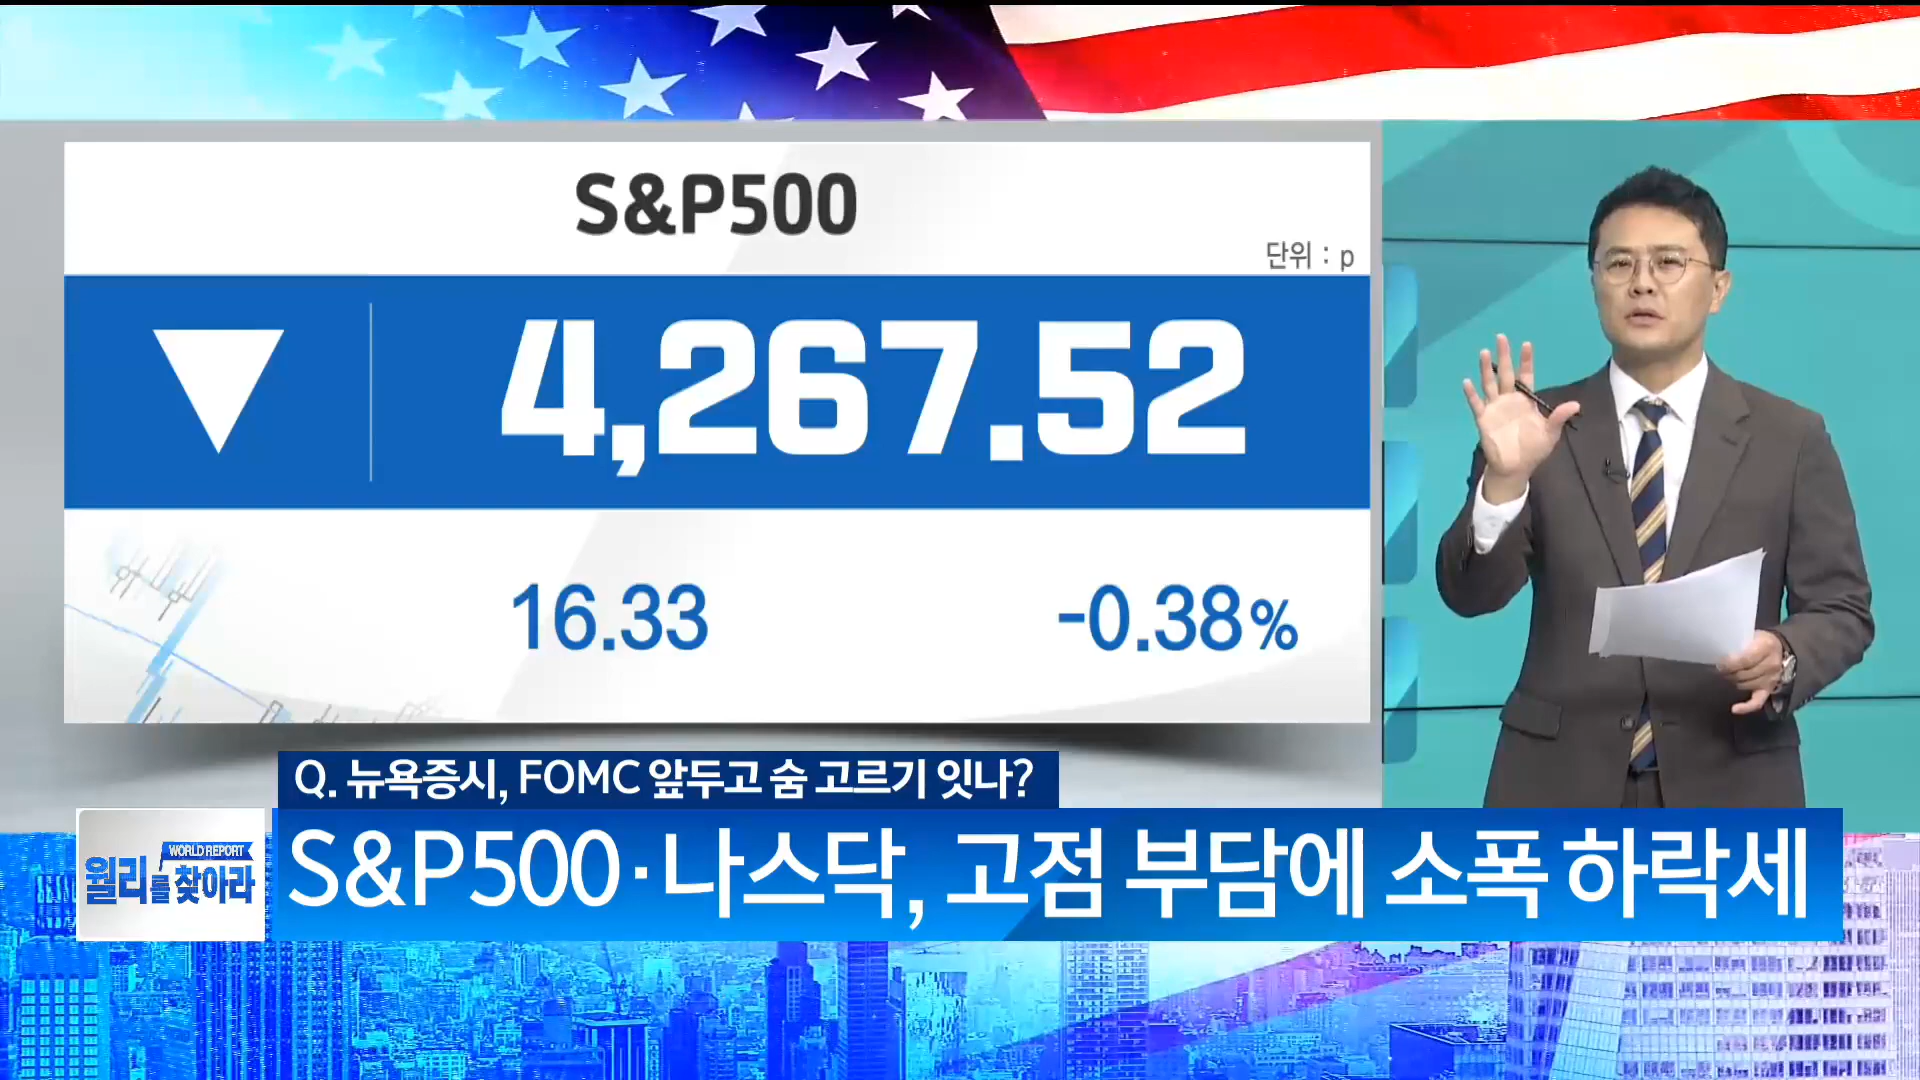 S&P500
단위 : p
4,267.52
16.33
-0.38%
Q. 뉴욕증시, FOMC 앞두고 숨 고르기 잇나?
WORLD REPORT
월리를 찾아라
S&P500·나스닥, 고점 부담에 소폭 하락세